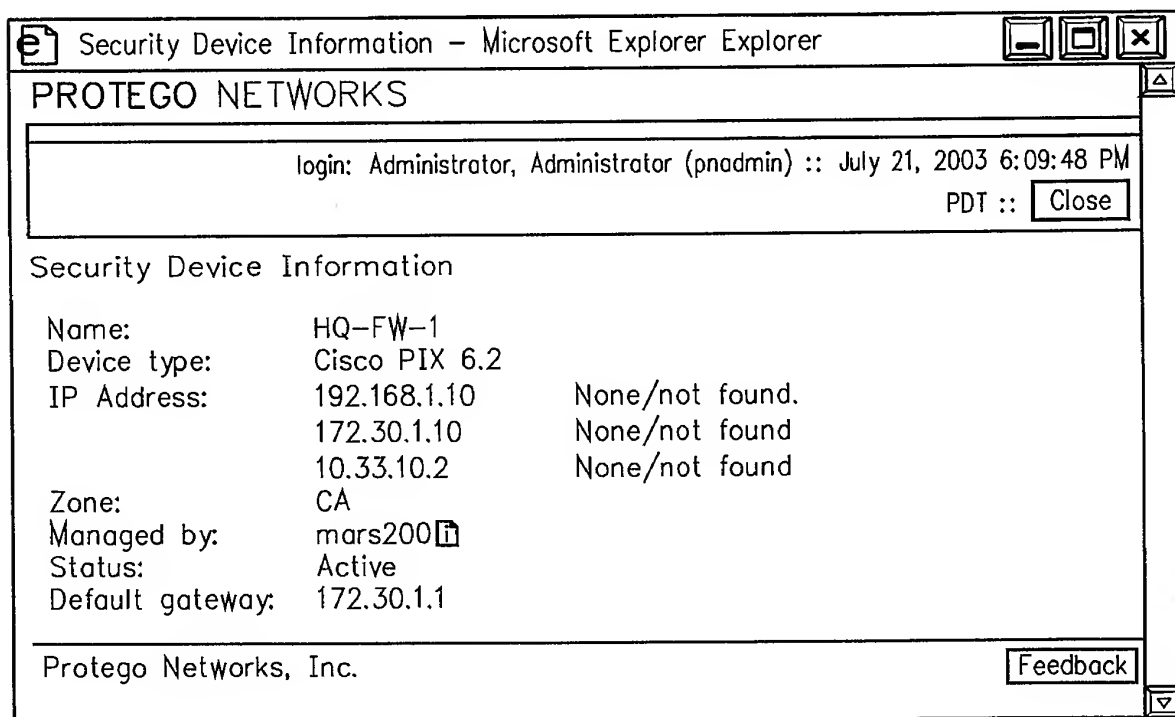 Security Device Information – Microsoft Explorer Explorer
PROTEGO NETWORKS
login: Administrator, Administrator (pnadmin) :: July 21, 2003 6:09:48 PM
PDT :: Close
Security Device Information
Name: HQ–FW–1
Device type: Cisco PIX 6.2
IP Address: 192.168.1.10 None/not found.
172.30.1.10 None/not found
10.33.10.2 None/not found
Zone: CA
Managed by: mars200 i
Status: Active
Default gateway: 172.30.1.1
Protego Networks, Inc. Feedback